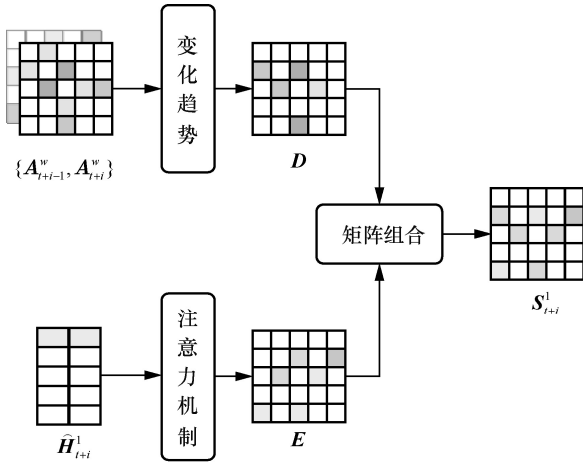 变化趋势
{A^w_{t+i−1}, A^w_{t+i}}
D
矩阵组合
S^1_{t+i}
注意力机制
Ĥ^1_{t+i}
E